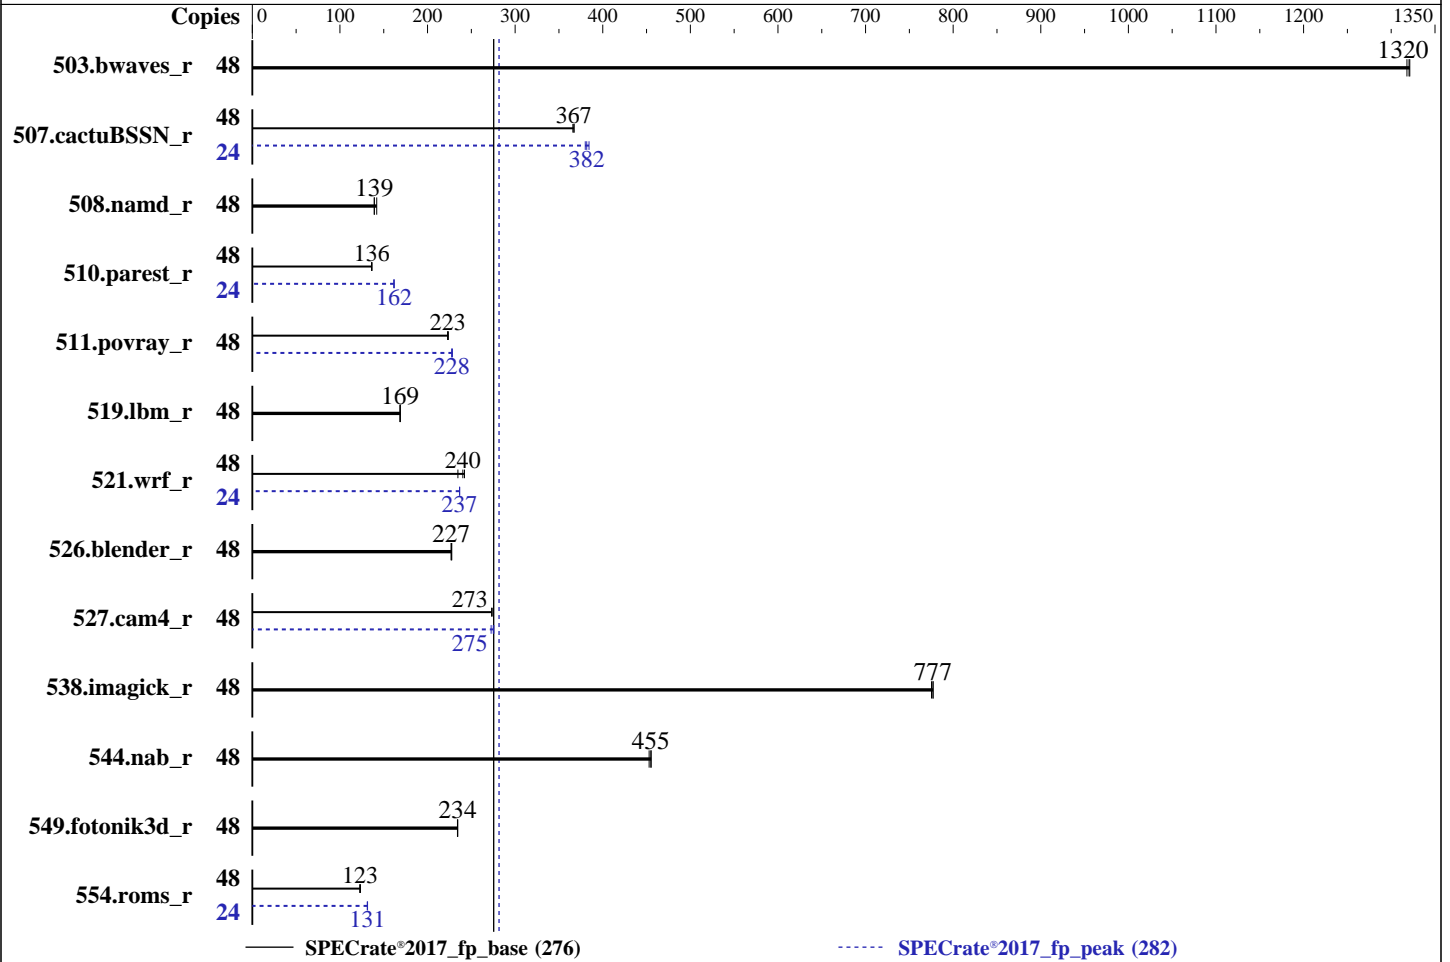 Copies 0 100 200 300 400 500 600 700 800 900 1000 1100 1200 1350
503.bwaves_r 48 1320
507.cactuBSSN_r 48 367
24 382
508.namd_r 48 139
510.parest_r 48 136
24 162
511.povray_r 48 223
228
519.lbm_r 48 169
521.wrf_r 48 240
24 237
526.blender_r 48 227
527.cam4_r 48 273
275
538.imagick_r 48 777
544.nab_r 48 455
549.fotonik3d_r 48 234
554.roms_r 48 123
24 131
SPECrate®2017_fp_base (276) SPECrate®2017_fp_peak (282)